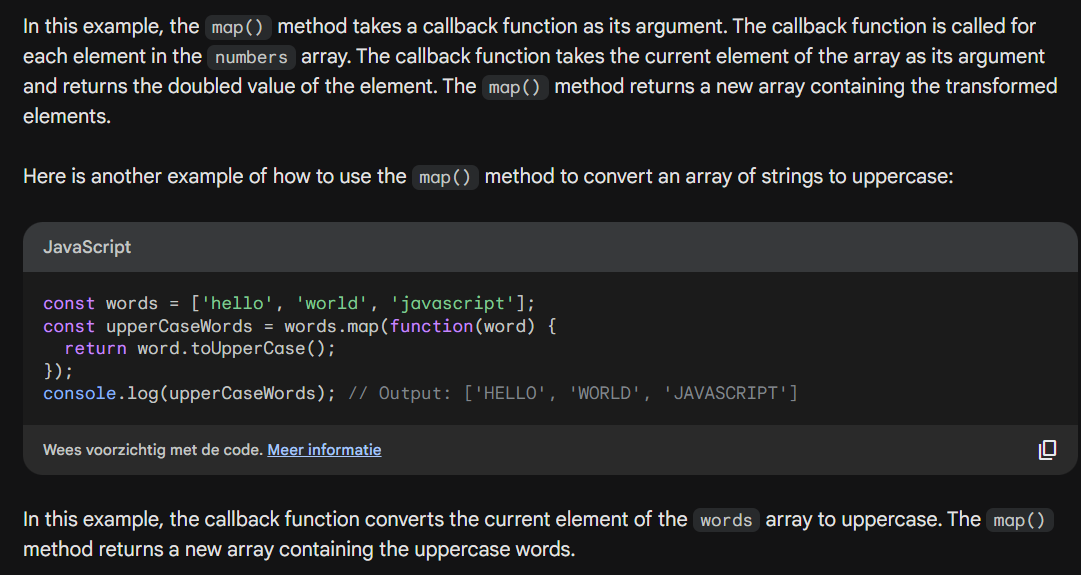 In this example, the map() method takes a callback function as its argument. The callback function is called for
each element in the numbers array. The callback function takes the current element of the array as its argument
and returns the doubled value of the element. The map() method returns a new array containing the transformed
elements.
Here is another example of how to use the map() method to convert an array of strings to uppercase:
JavaScript
const words = ['hello', 'world', 'javascript'];
const upperCaseWords = words.map(function(word) {
  return word.toUpperCase();
});
console.log(upperCaseWords); // Output: ['HELLO', 'WORLD', 'JAVASCRIPT']
Wees voorzichtig met de code. Meer informatie
In this example, the callback function converts the current element of the words array to uppercase. The map()
method returns a new array containing the uppercase words.